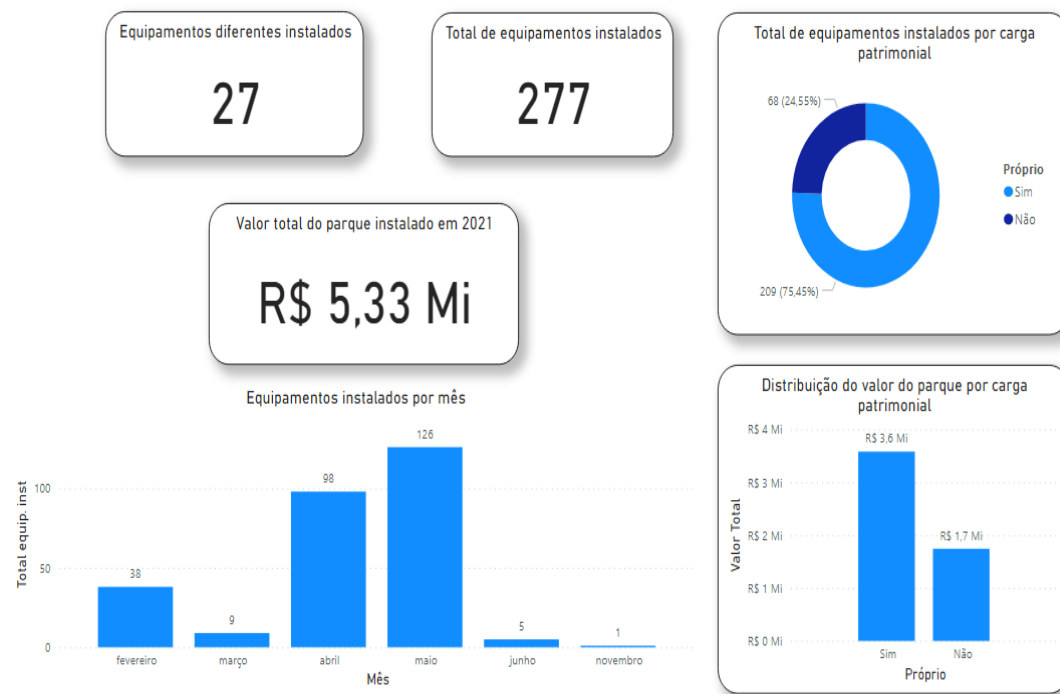 Equipamentos diferentes instalados
27
Total de equipamentos instalados
277
Total de equipamentos instalados por carga
patrimonial
68 (24,55%)
209 (75,45%)
Próprio
Sim
Não
Valor total do parque instalado em 2021
R$ 5,33 Mi
Equipamentos instalados por mês
Total equip. inst
100
50
0
38
9
98
126
5
1
fevereiro
março
abril
maio
junho
novembro
Mês
Distribuição do valor do parque por carga
patrimonial
Valor Total
R$ 4 Mi
R$ 3 Mi
R$ 2 Mi
R$ 1 Mi
R$ 0 Mi
R$ 3,6 Mi
R$ 1,7 Mi
Sim
Não
Próprio